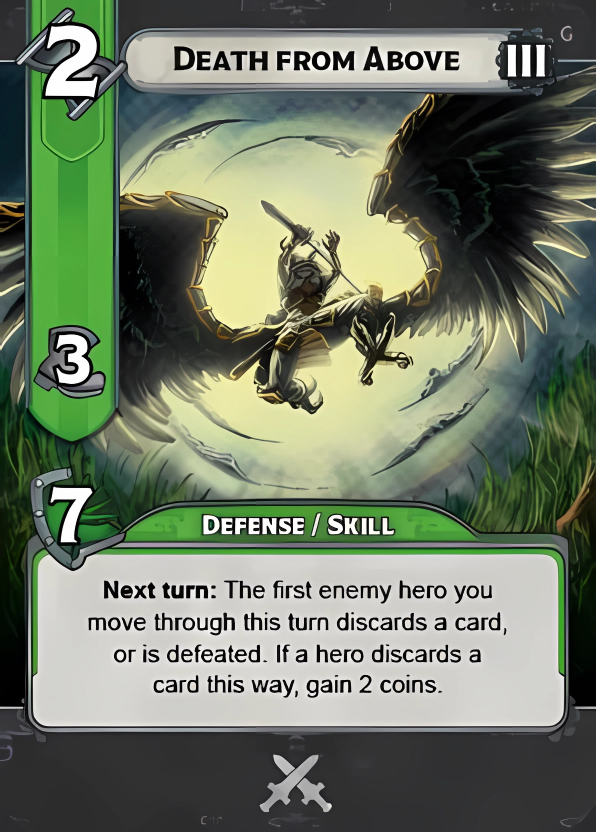 2
DEATH FROM ABOVE
III
G
3
7
DEFENSE / SKILL
Next turn: The first enemy hero you
move through this turn discards a card,
or is defeated. If a hero discards a
card this way, gain 2 coins.